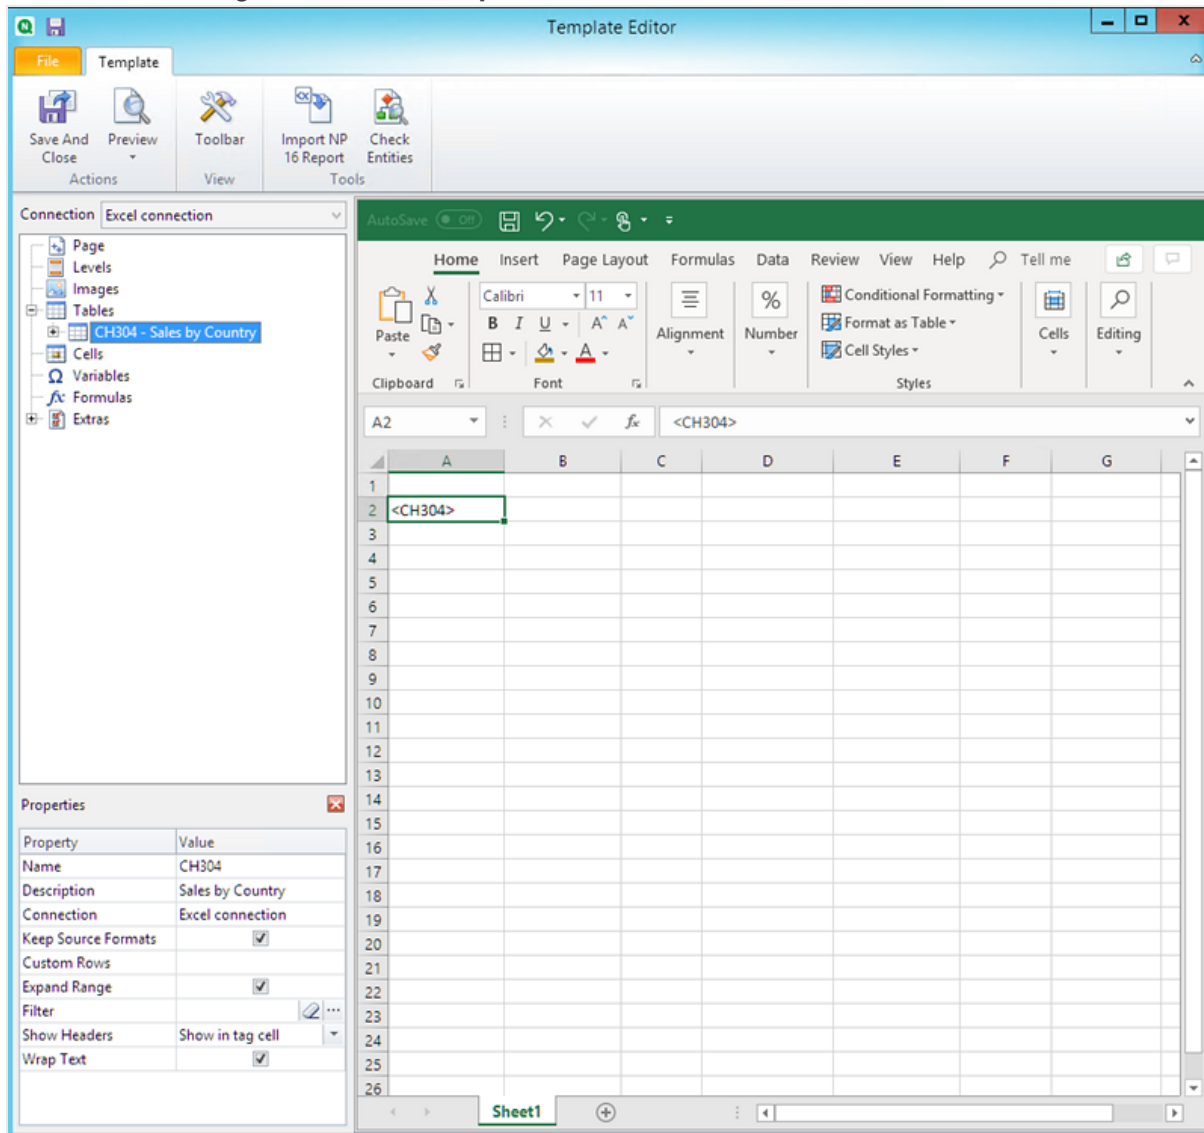 Template Editor
File Template
Save And Close
Preview
Toolbar
Import NP 16 Report
Check Entities
Actions View Tools
Connection Excel connection
Page
Levels
Images
Tables
CH304 - Sales by Country
Cells
Variables
Formulas
Extras
Properties
Property Value
Name CH304
Description Sales by Country
Connection Excel connection
Keep Source Formats
Custom Rows
Expand Range
Filter
Show Headers Show in tag cell
Wrap Text
AutoSave Off
Home Insert Page Layout Formulas Data Review View Help Tell me
Paste
Calibri 11
B I U A A
A
Alignment
% Number
Conditional Formatting
Format as Table
Cell Styles
Cells
Editing
Clipboard Font Styles
A2 fx <CH304>
A B C D E F G
1
2 <CH304>
3
4
5
6
7
8
9
10
11
12
13
14
15
16
17
18
19
20
21
22
23
24
25
26
Sheet1